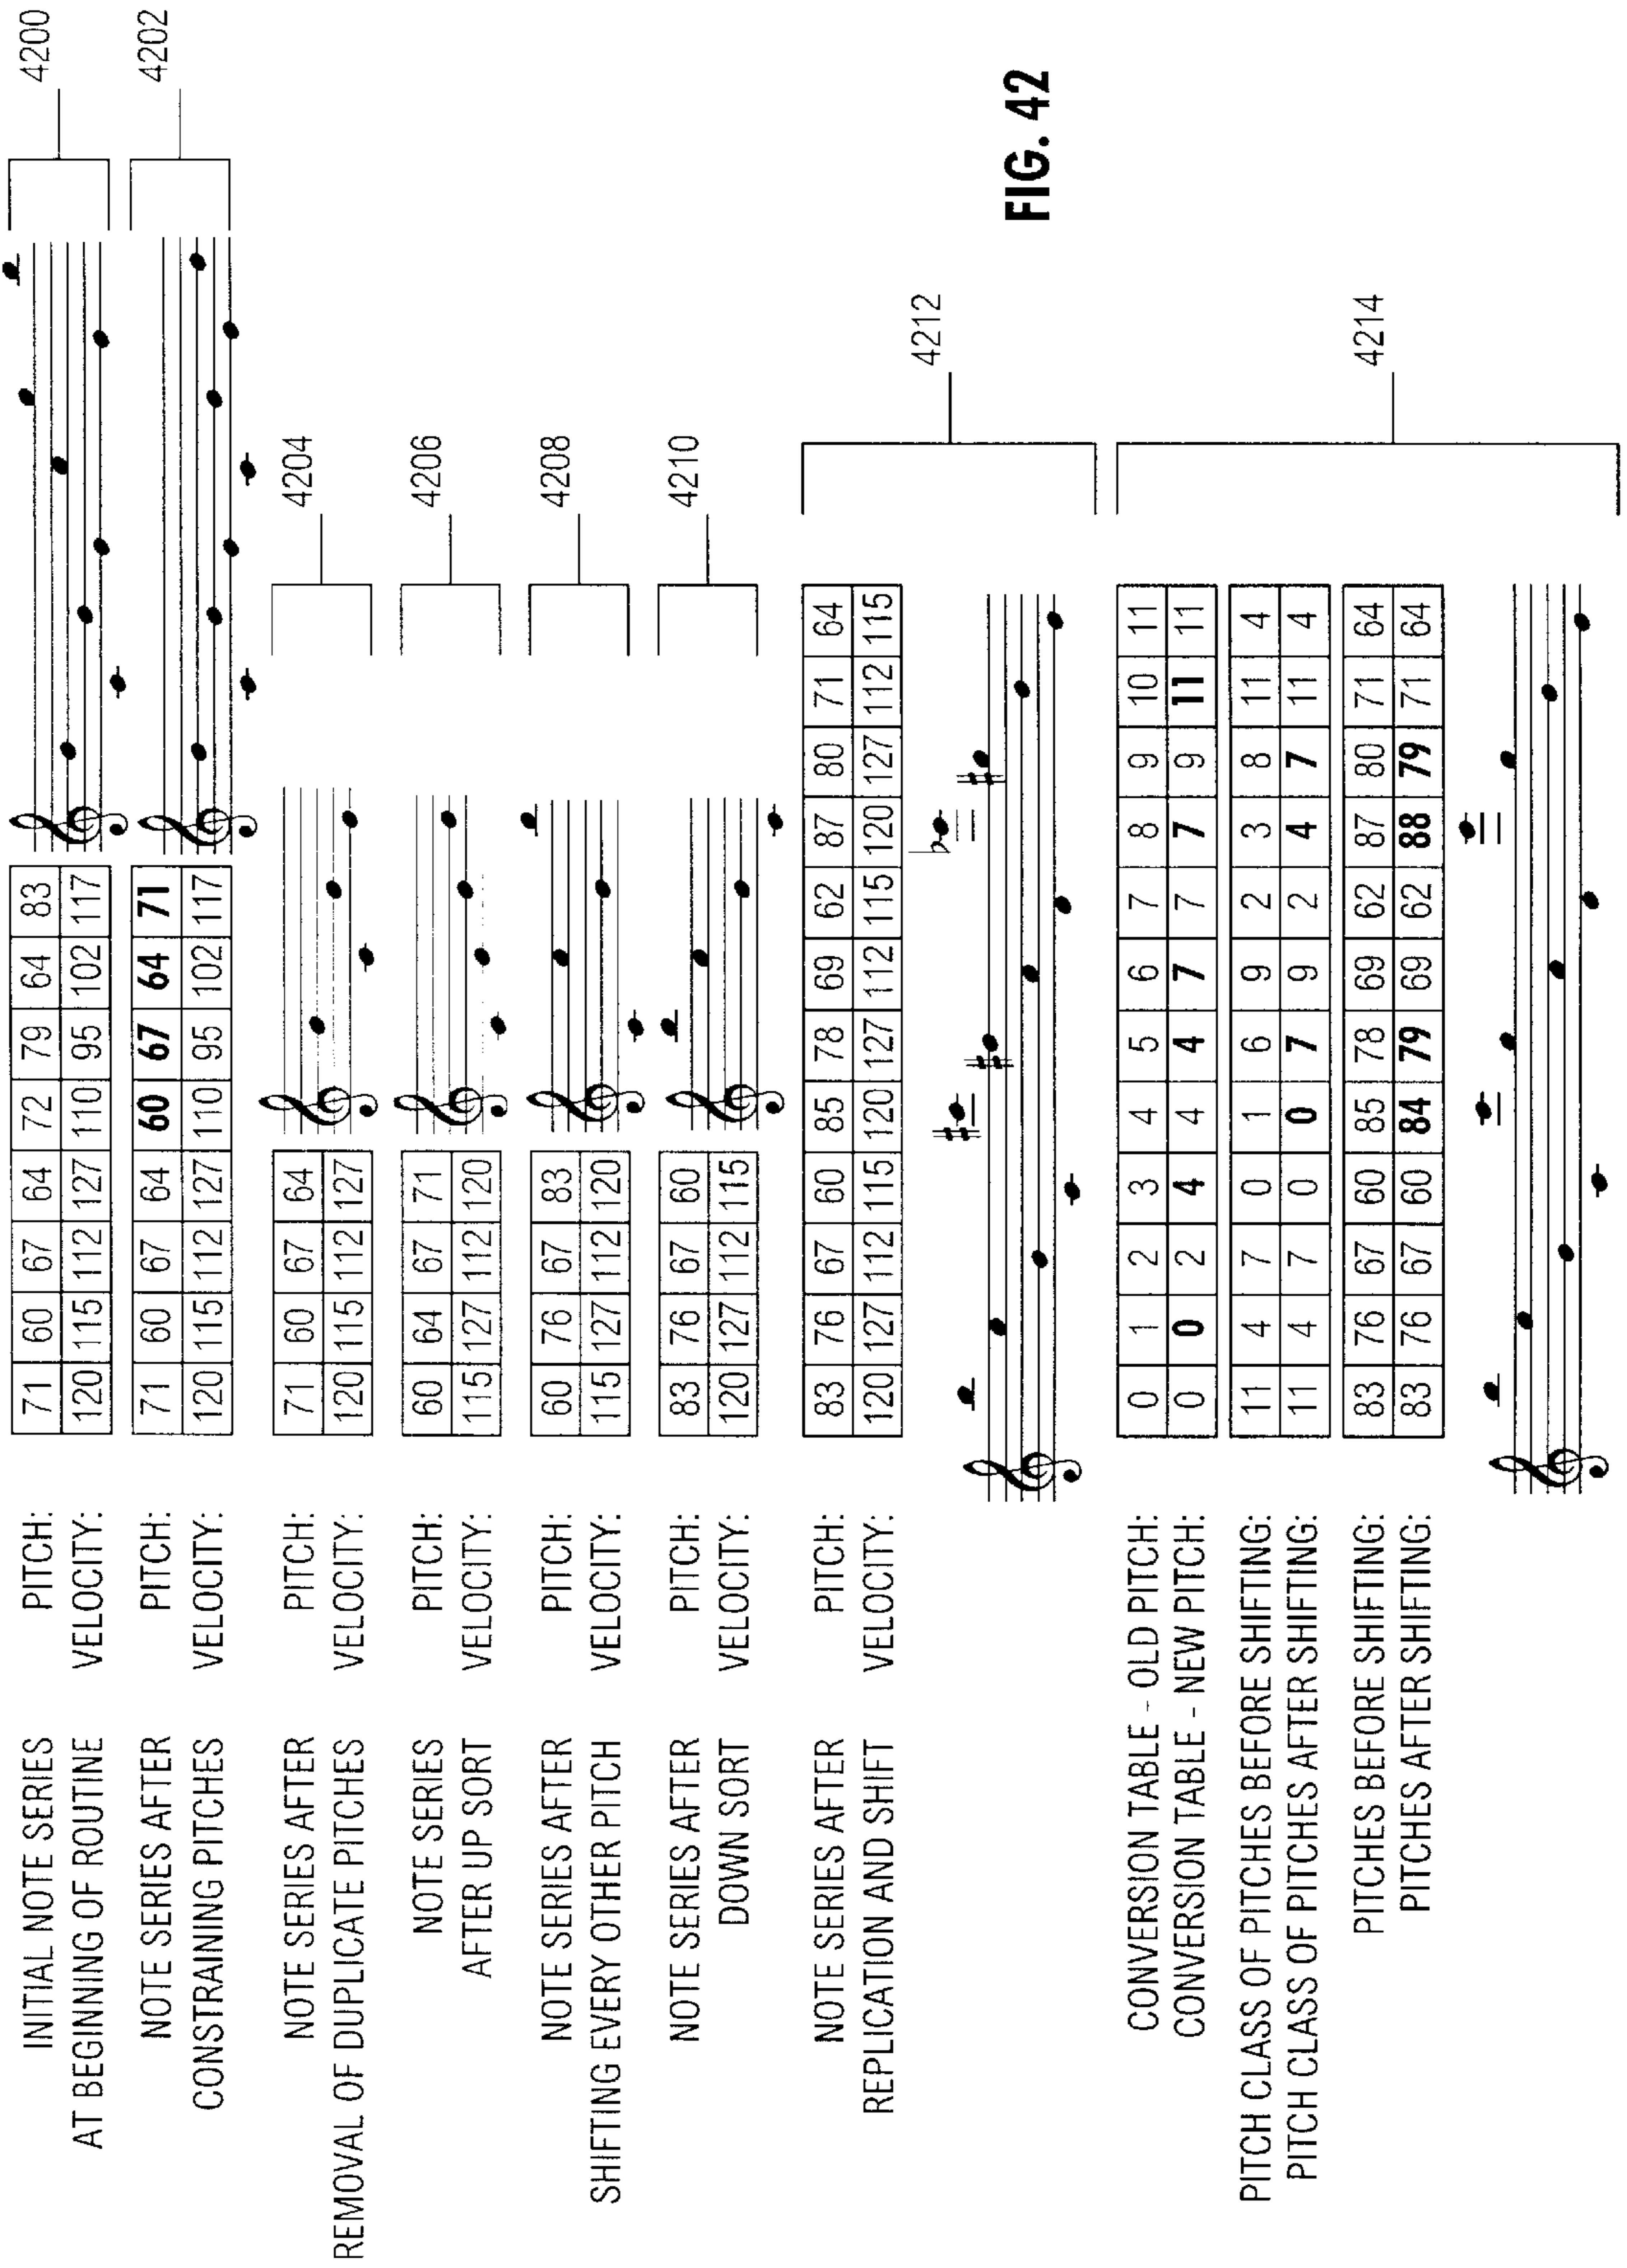 INITIAL NOTE SERIES PITCH: 71 60 67 64 72 79 64 83 4200
AT BEGINNING OF ROUTINE VELOCITY: 120 115 112 127 110 95 102 117
NOTE SERIES AFTER PITCH: 71 60 67 64 60 67 64 71 4202
CONSTRAINING PITCHES VELOCITY: 120 115 112 127 110 95 102 117
NOTE SERIES AFTER PITCH: 71 60 67 64 4204
REMOVAL OF DUPLICATE PITCHES VELOCITY: 120 115 112 127
NOTE SERIES PITCH: 60 64 67 71 4206
AFTER UP SORT VELOCITY: 115 127 112 120
NOTE SERIES AFTER PITCH: 60 76 67 83 4208
SHIFTING EVERY OTHER PITCH VELOCITY: 115 127 112 120
NOTE SERIES AFTER PITCH: 83 76 67 60 4210
DOWN SORT VELOCITY: 120 127 112 115
NOTE SERIES AFTER PITCH: 83 76 67 60 85 78 69 62 87 80 71 64
REPLICATION AND SHIFT VELOCITY: 120 127 112 115 120 127 112 115 120 127 112 115
4212
FIG. 42
CONVERSION TABLE - OLD PITCH: 0 1 2 3 4 5 6 7 8 9 10 11
CONVERSION TABLE - NEW PITCH: 0 0 2 4 4 4 7 7 7 9 11 11
PITCH CLASS OF PITCHES BEFORE SHIFTING: 11 4 7 0 1 6 9 2 3 8 11 4
PITCH CLASS OF PITCHES AFTER SHIFTING: 11 4 7 0 0 7 9 2 4 7 11 4
4214
PITCHES BEFORE SHIFTING: 83 76 67 60 85 78 69 62 87 80 71 64
PITCHES AFTER SHIFTING: 83 76 67 60 84 79 69 62 88 79 71 64